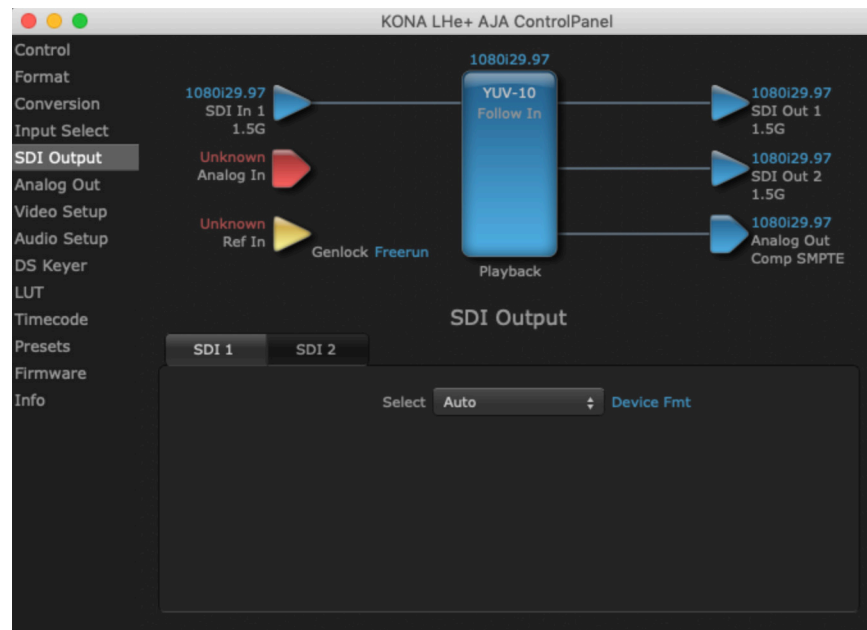 KONA LHe+ AJA ControlPanel
Control
Format
Conversion
Input Select
SDI Output
Analog Out
Video Setup
Audio Setup
DS Keyer
LUT
Timecode
Presets
Firmware
Info
1080i29.97
SDI In 1
1.5G
Unknown
Analog In
Unknown
Ref In
Genlock Freerun
1080i29.97
YUV-10
Follow In
Playback
1080i29.97
SDI Out 1
1.5G
1080i29.97
SDI Out 2
1.5G
1080i29.97
Analog Out
Comp SMPTE
SDI Output
SDI 1 SDI 2
Select Auto Device Fmt